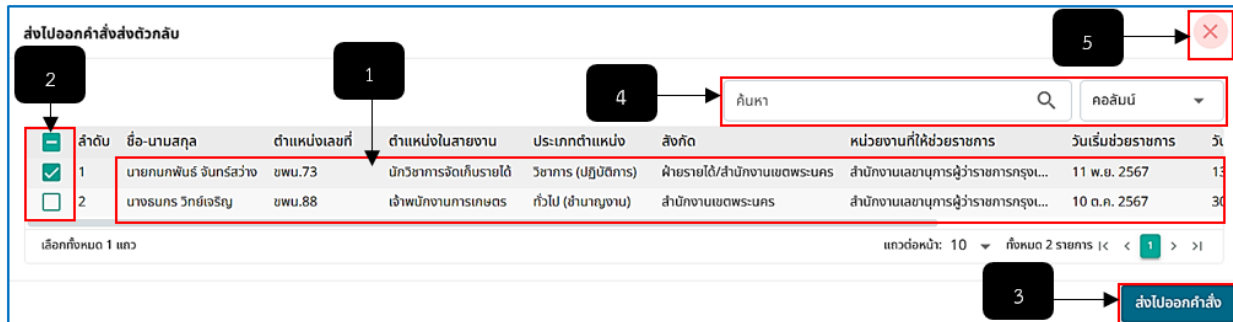 ส่งไปออกคำสั่งส่งตัวกลับ
5
2
1
4
ค้นหา
คอลัมน์
ลำดับ ชื่อ-นามสกุล ตำแหน่งเลขที่ ตำแหน่งในสายงาน ประเภทตำแหน่ง สังกัด หน่วยงานที่ให้ช่วยราชการ วันเริ่มช่วยราชการ
1 นายกนกพันธ์ จันทร์สว่าง ขพน.73 นักวิชาการจัดเก็บรายได้ วิชาการ (ปฏิบัติการ) ฝ่ายรายได้/สำนักงานเขตพระนคร สำนักงานเลขานุการผู้ว่าราชการกรุงเ... 11 พ.ย. 2567 13
2 นางธนกร วิทย์เจริญ ขพน.88 เจ้าพนักงานการเกษตร ทั่วไป (ชำนาญงาน) สำนักงานเขตพระนคร สำนักงานเลขานุการผู้ว่าราชการกรุงเ... 10 ต.ค. 2567 30
เลือกทั้งหมด 1 แถว
แถวต่อหน้า: 10 ทั้งหมด 2 รายการ |< < 1 > >|
3
ส่งไปออกคำสั่ง